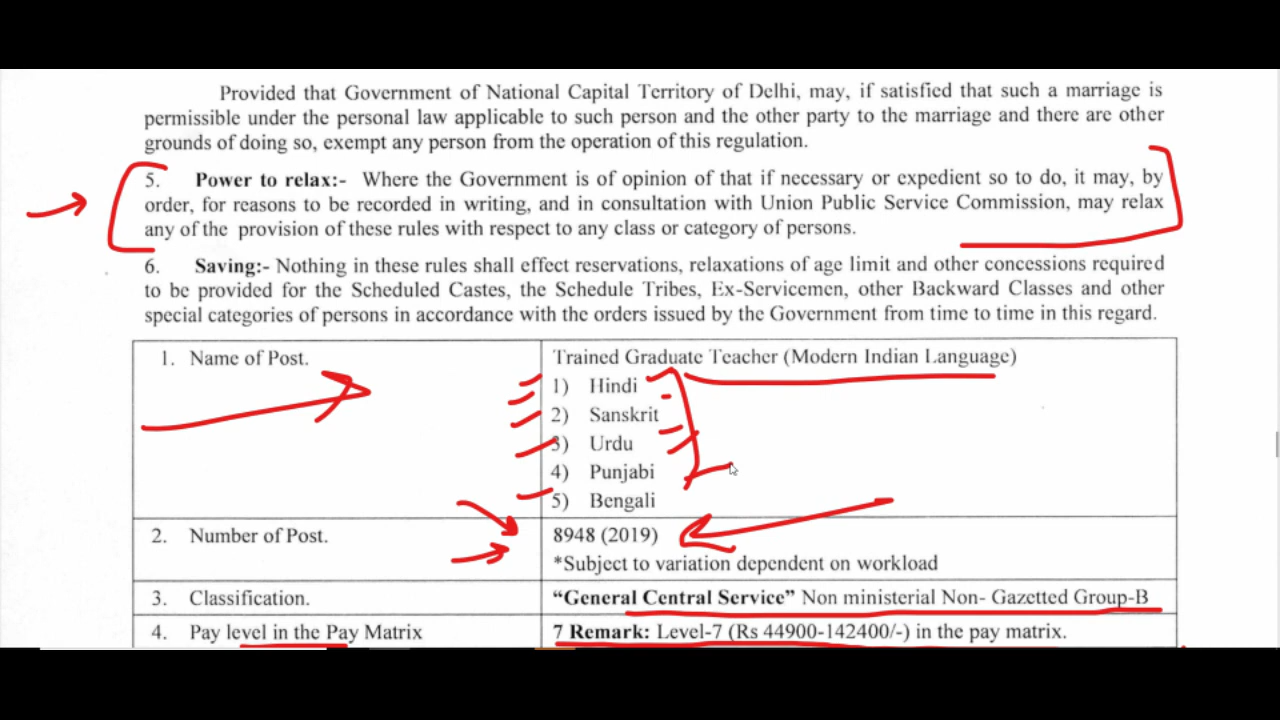 Provided that Government of National Capital Territory of Delhi, may, if satisfied that such a marriage is
permissible under the personal law applicable to such person and the other party to the marriage and there are other
grounds of doing so, exempt any person from the operation of this regulation.
5. Power to relax:- Where the Government is of opinion of that if necessary or expedient so to do, it may, by
order, for reasons to be recorded in writing, and in consultation with Union Public Service Commission, may relax
any of the provision of these rules with respect to any class or category of persons.
6. Saving:- Nothing in these rules shall effect reservations, relaxations of age limit and other concessions required
to be provided for the Scheduled Castes, the Schedule Tribes, Ex-Servicemen, other Backward Classes and other
special categories of persons in accordance with the orders issued by the Government from time to time in this regard.
1. Name of Post. Trained Graduate Teacher (Modern Indian Language)
1) Hindi
2) Sanskrit
3) Urdu
4) Punjabi
5) Bengali
2. Number of Post. 8948 (2019)
*Subject to variation dependent on workload
3. Classification. “General Central Service” Non ministerial Non- Gazetted Group-B
4. Pay level in the Pay Matrix 7 Remark: Level-7 (Rs 44900-142400/-) in the pay matrix.